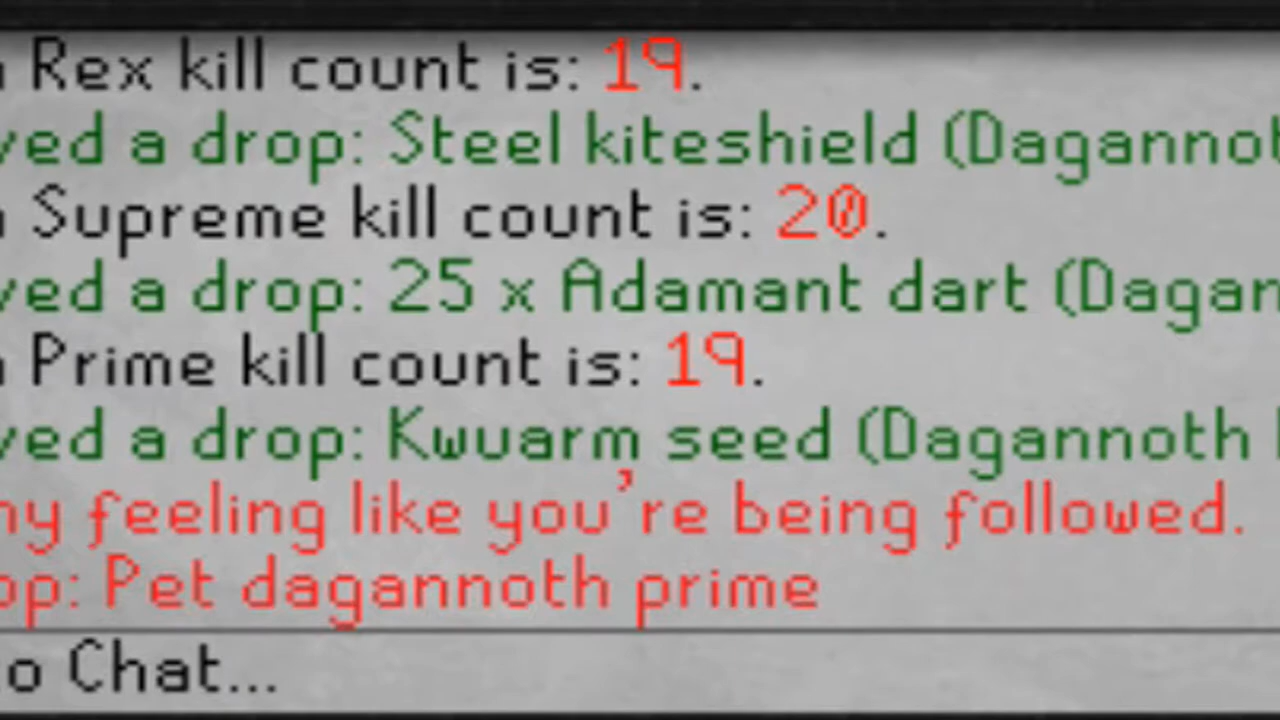 Rex kill count is: 19.
ved a drop: Steel kiteshield (Dagannot
Supreme kill count is: 20.
ved a drop: 25 x Adamant dart (Dagan
Prime kill count is: 19.
ved a drop: Kwuarm seed (Dagannoth
ny feeling like you're being followed.
op: Pet dagannoth prime
o Chat...